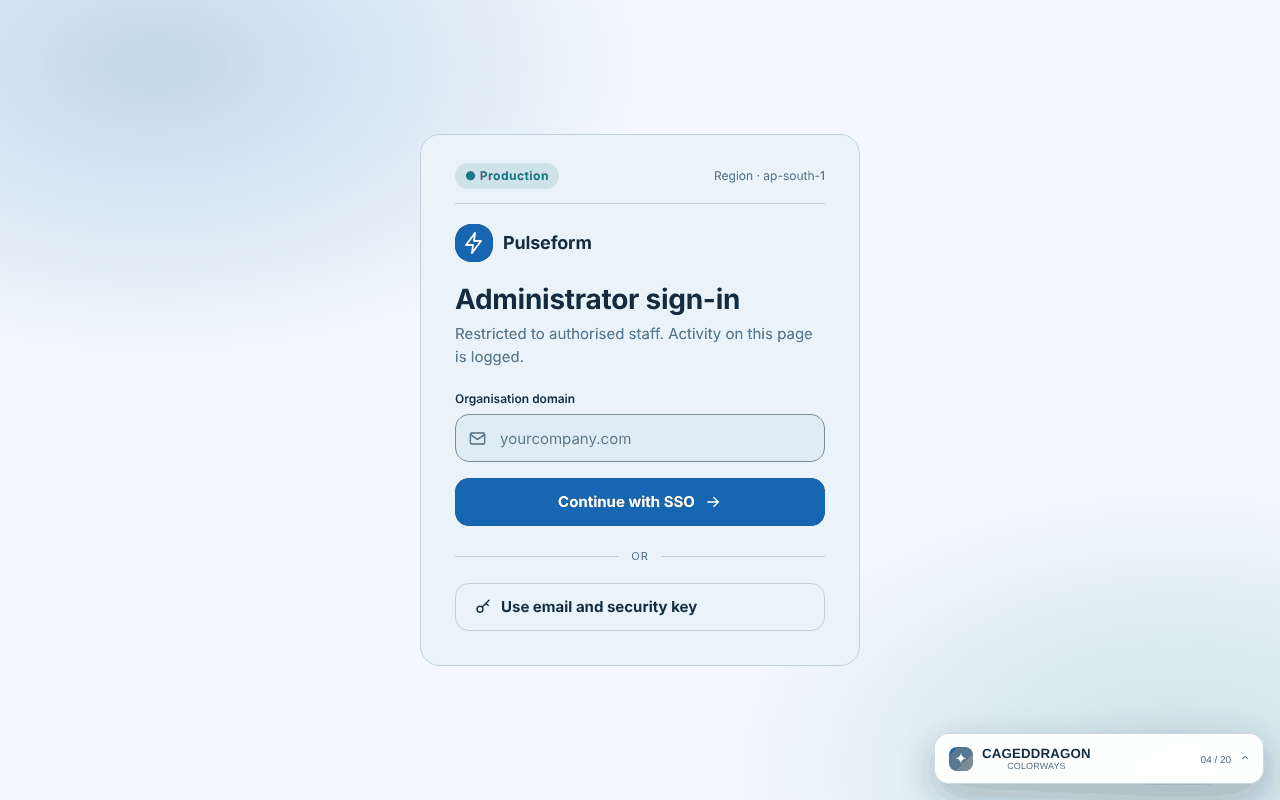 Production
Region · ap-south-1
Pulseform
Administrator sign-in
Restricted to authorised staff. Activity on this page
is logged.
Organisation domain
yourcompany.com
Continue with SSO →
OR
Use email and security key
CAGEDDRAGON
COLORWAYS
04 / 20